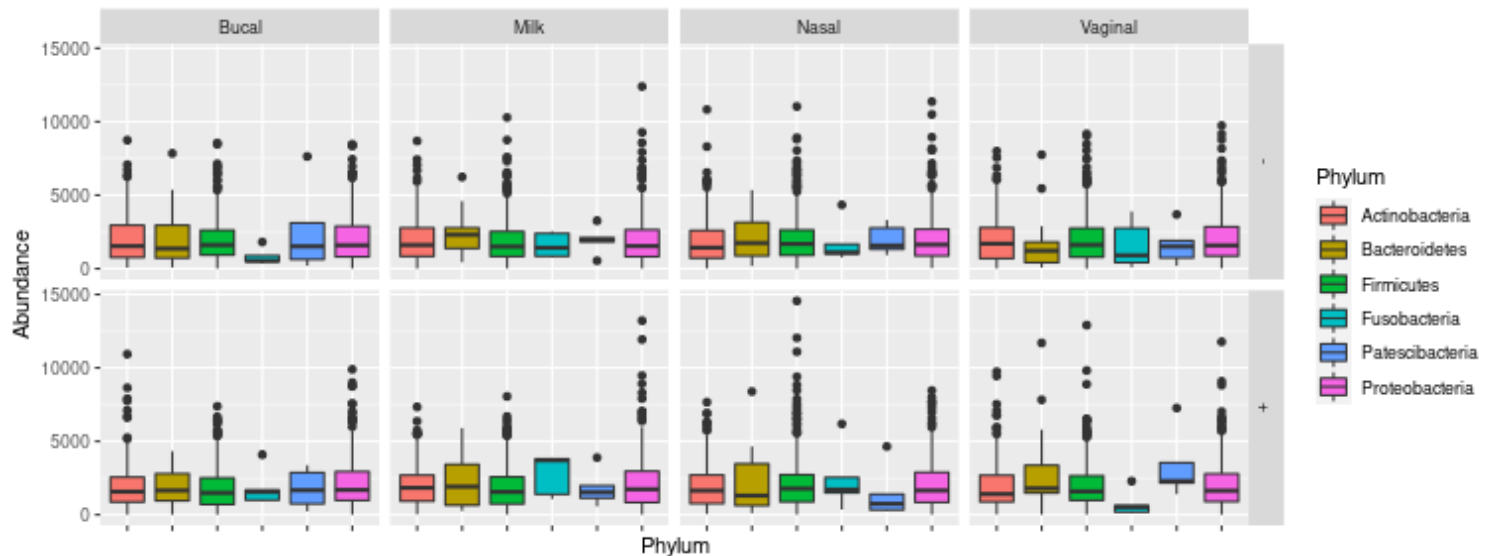 Bucal
Milk
Nasal
Vaginal
15000
10000
5000
0
-
15000
10000
5000
0
+
Abundance
Phylum
Phylum
Actinobacteria
Bacteroidetes
Firmicutes
Fusobacteria
Patescibacteria
Proteobacteria